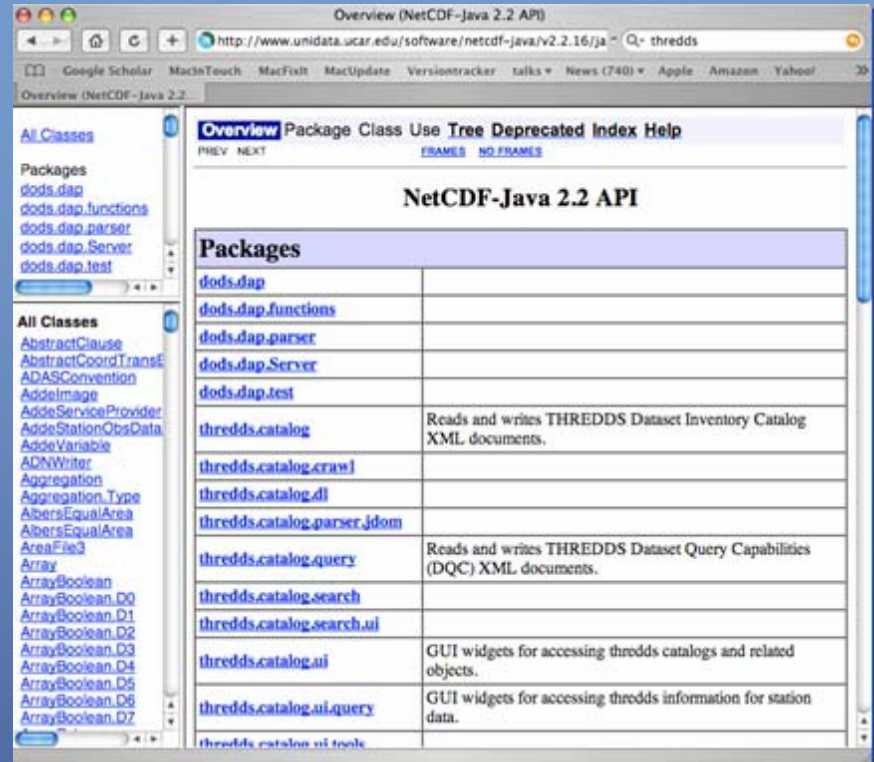 Overview (NetCDF-Java 2.2 API)
http://www.unidata.ucar.edu/software/netcdf-java/v2.2.16/ja
Q- thredds
Google Scholar MacInTouch MacFixIt MacUpdate Versiontracker talks News (740) Apple Amazon Yahoo!
Overview (NetCDF-Java 2.2...
All Classes
Packages
dods.dap
dods.dap.functions
dods.dap.parser
dods.dap.Server
dods.dap.test
All Classes
AbstractClause
AbstractCoordTransE
ADASConvention
AddeImage
AddeServiceProvider
AddeStationObsData
AddeVariable
ADNWriter
Aggregation
Aggregation.Type
AlbersEqualArea
AlbersEqualArea
AreaFile3
Array
ArrayBoolean
ArrayBoolean.D0
ArrayBoolean.D1
ArrayBoolean.D2
ArrayBoolean.D3
ArrayBoolean.D4
ArrayBoolean.D5
ArrayBoolean.D6
ArrayBoolean.D7
Overview Package Class Use Tree Deprecated Index Help
PREV NEXT FRAMES NO FRAMES
NetCDF-Java 2.2 API
Packages
dods.dap
dods.dap.functions
dods.dap.parser
dods.dap.Server
dods.dap.test
thredds.catalog Reads and writes THREDDS Dataset Inventory Catalog
XML documents.
thredds.catalog.crawl
thredds.catalog.dl
thredds.catalog.parser.jdom
thredds.catalog.query Reads and writes THREDDS Dataset Query Capabilities
(DQC) XML documents.
thredds.catalog.search
thredds.catalog.search.ui
thredds.catalog.ui GUI widgets for accessing thredds catalogs and related
objects.
thredds.catalog.ui.query GUI widgets for accessing thredds information for station
data.
thredds.catalog.ui.tools